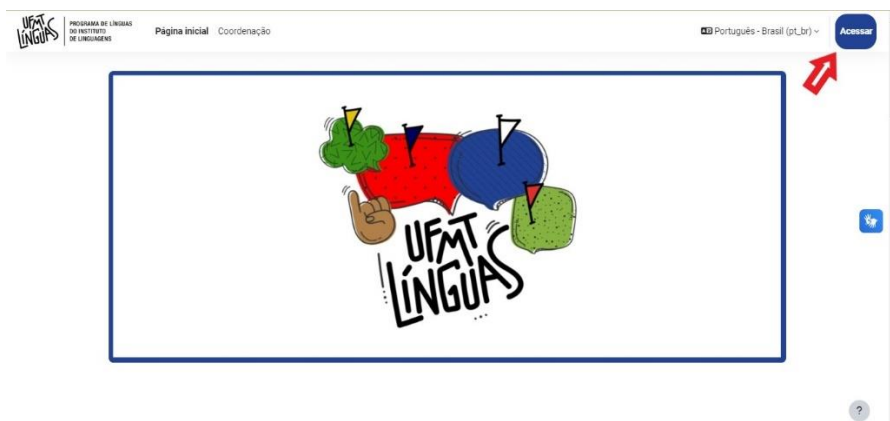 UFMT
LÍNGUAS
PROGRAMA DE LÍNGUAS
DO INSTITUTO
DE LINGUAGENS
Página inicial Coordenação
Português - Brasil (pt_br)
Acessar
UFMT
LÍNGUAS
?